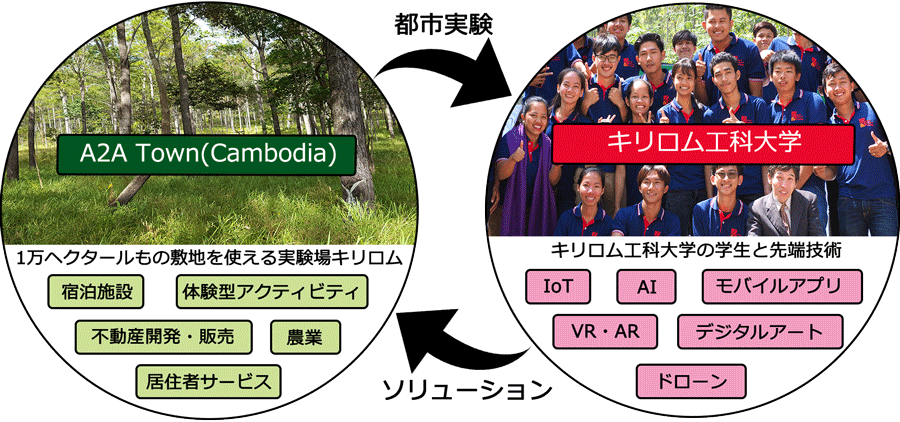 都市実験
A2A Town(Cambodia)
1万ヘクタールもの敷地を使える実験場キリロム
宿泊施設
体験型アクティビティ
不動産開発・販売
農業
居住者サービス
キリロム工科大学
キリロム工科大学の学生と先端技術
IoT
AI
モバイルアプリ
VR・AR
デジタルアート
ドローン
ソリューション